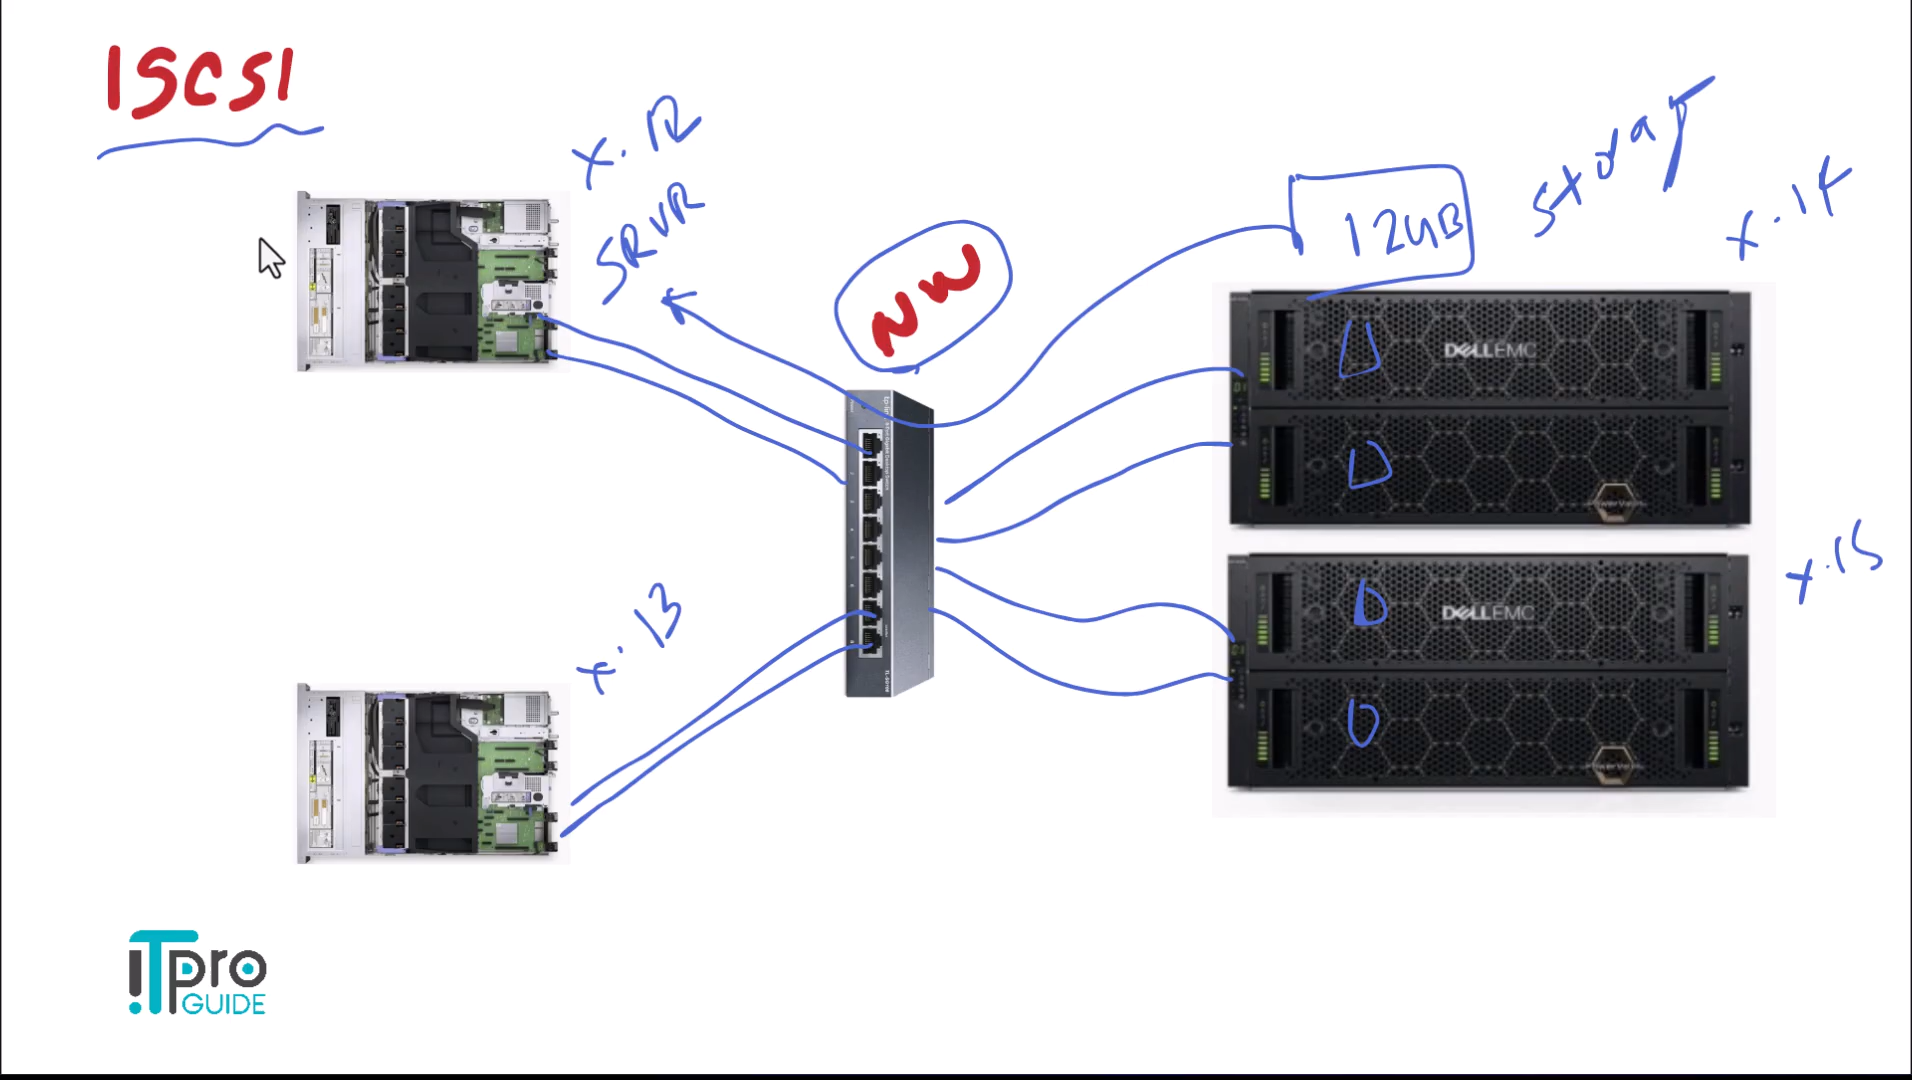 ISCSI
x.12
SRVR
NW
12GB
Storag
x.14
DELLEMC
x.15
DELLEMC
x.13
iTpro
GUIDE